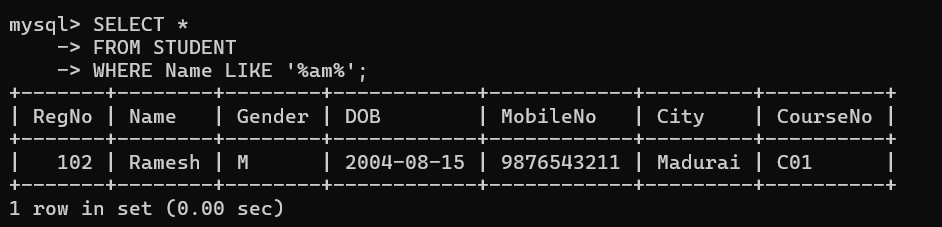 mysql> SELECT *
    -> FROM STUDENT
    -> WHERE Name LIKE '%am%';
+-------+--------+--------+------------+------------+---------+----------+
| RegNo | Name   | Gender | DOB        | MobileNo   | City    | CourseNo |
+-------+--------+--------+------------+------------+---------+----------+
|   102 | Ramesh | M      | 2004-08-15 | 9876543211 | Madurai | C01      |
+-------+--------+--------+------------+------------+---------+----------+
1 row in set (0.00 sec)